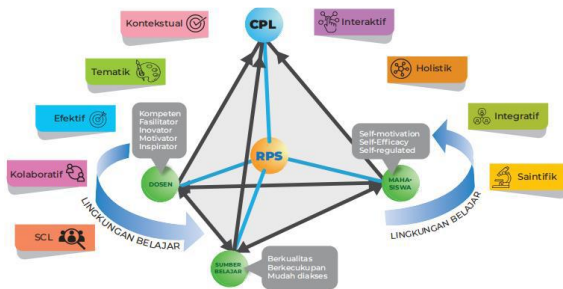 Kontekstual
CPL
Interaktif
Tematik
Holistik
Efektif
Kompeten
Fasilitator
Inovator
Motivator
Inspirator
Self-motivation
Self-Efficacy
Self-regulated
Integratif
RPS
Kolaboratif
DOSEN
MAHA-
SISWA
Saintifik
LINGKUNGAN BELAJAR
LINGKUNGAN BELAJAR
SCL
SUMBER
BELAJAR
Berkualitas
Berkecukupan
Mudah diakses